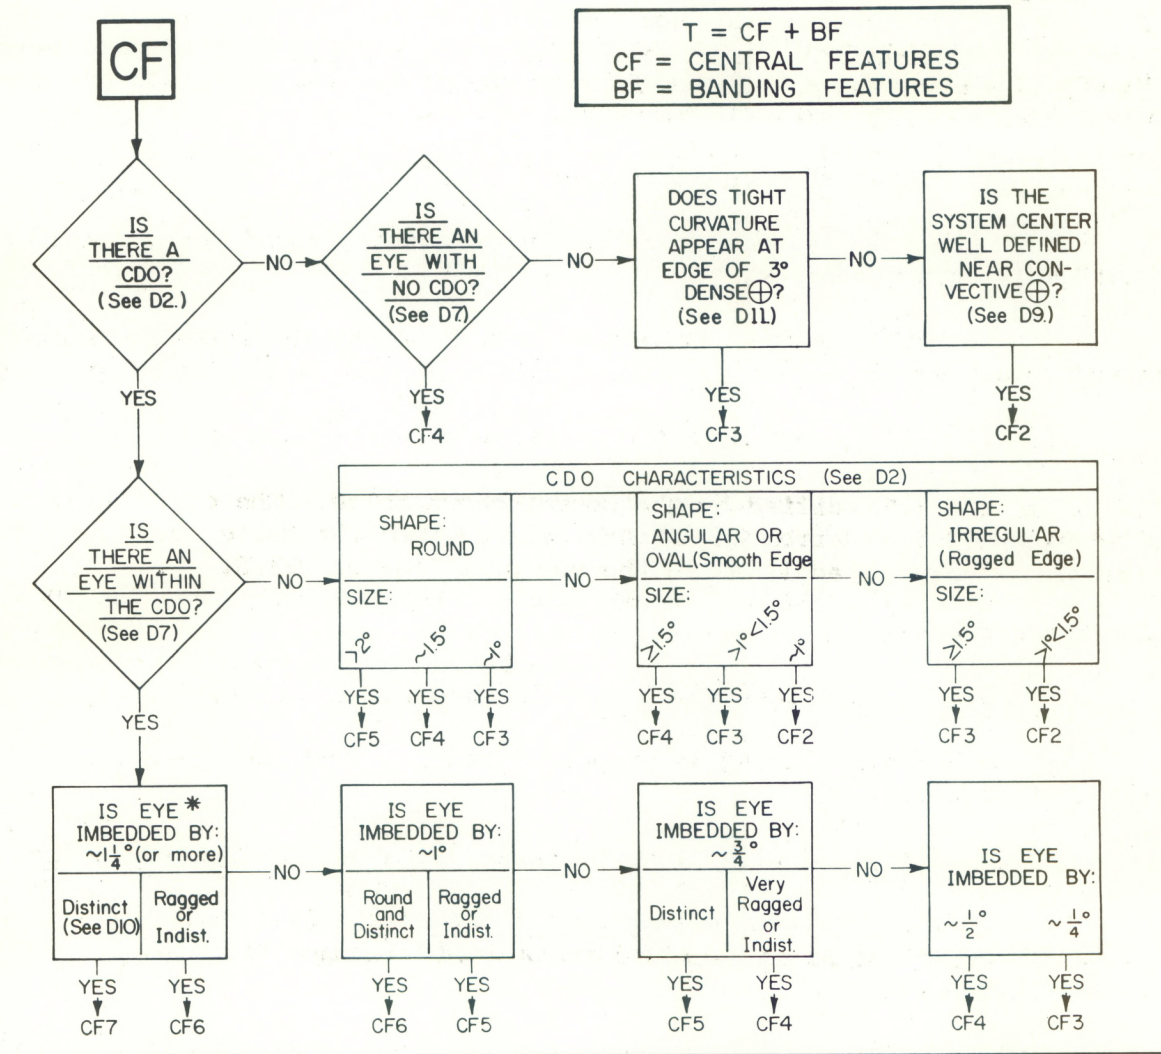 CF
T = CF + BF
CF = CENTRAL FEATURES
BF = BANDING FEATURES
IS
THERE A
CDO?
(See D2.)
NO
IS
THERE AN
EYE WITH
NO CDO?
(See D7.)
NO
DOES TIGHT
CURVATURE
APPEAR AT
EDGE OF 3°
DENSE⊕?
(See D11.)
NO
IS THE
SYSTEM CENTER
WELL DEFINED
NEAR CON-
VECTIVE⊕?
(See D9.)
YES
YES
CF4
YES
CF3
YES
CF2
CDO CHARACTERISTICS (See D2)
IS
THERE AN
EYE WITHIN
THE CDO?
(See D7)
NO
SHAPE:
ROUND
SIZE:
>2°
~1.5°
~1°
NO
SHAPE:
ANGULAR OR
OVAL(Smooth Edge
SIZE:
≥1.5°
>1°<1.5°
~1°
NO
SHAPE:
IRREGULAR
(Ragged Edge)
SIZE:
≥1.5°
>1°<1.5°
YES
YES YES YES
CF5 CF4 CF3
YES YES YES
CF4 CF3 CF2
YES YES
CF3 CF2
IS EYE *
IMBEDDED BY:
~1 1/4° (or more)
Distinct
(See D10)
Ragged
or
Indist.
NO
IS EYE
IMBEDDED BY:
~1°
Round
and
Distinct
Ragged
or
Indist.
NO
IS EYE
IMBEDDED BY:
~ 3/4°
Distinct
Very
Ragged
or
Indist.
NO
IS EYE
IMBEDDED BY:
~ 1/2° ~ 1/4°
YES YES
CF7 CF6
YES YES
CF6 CF5
YES YES
CF5 CF4
YES YES
CF4 CF3